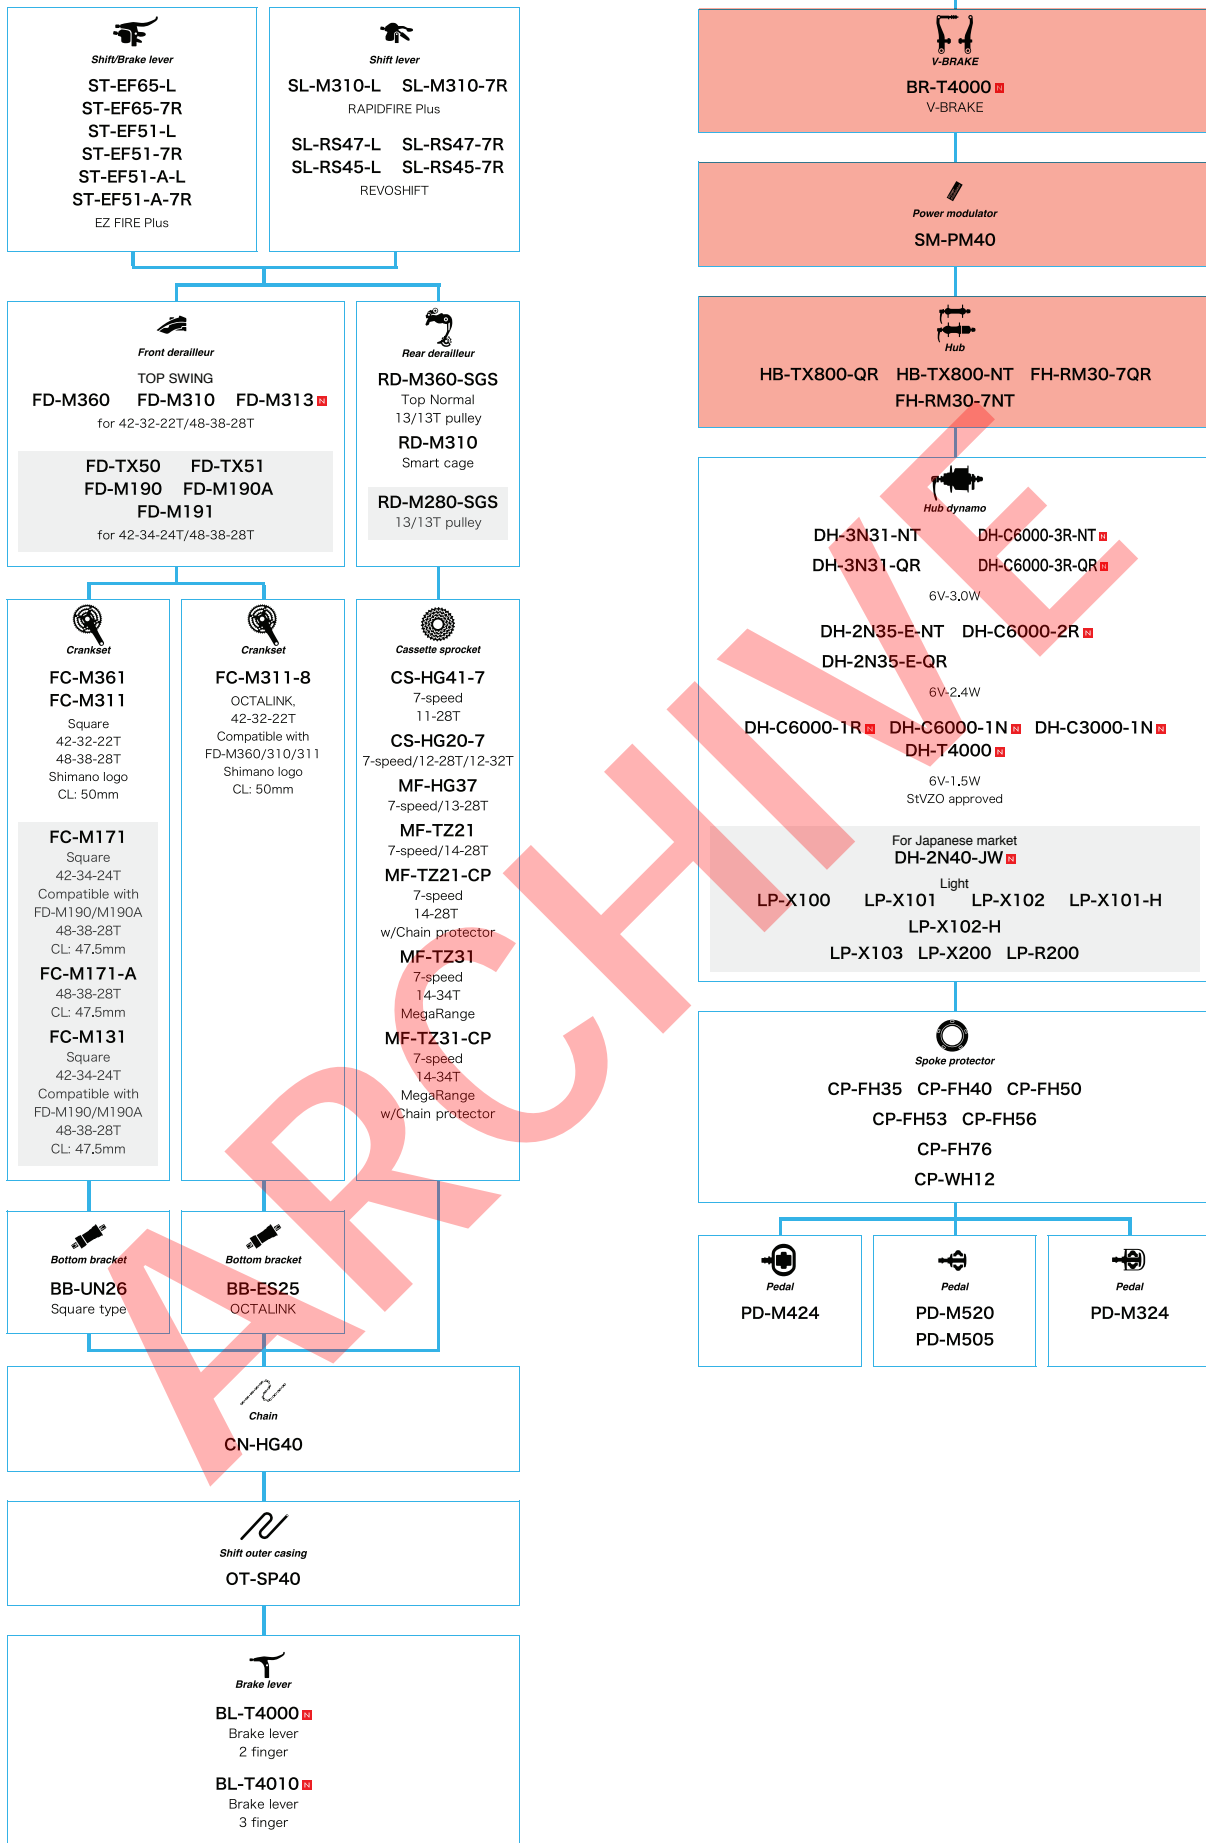 Shift/Brake lever
ST-EF65-L
ST-EF65-7R
ST-EF51-L
ST-EF51-7R
ST-EF51-A-L
ST-EF51-A-7R
EZ FIRE Plus
Shift lever
SL-M310-L SL-M310-7R
RAPIDFIRE Plus
SL-RS47-L SL-RS47-7R
SL-RS45-L SL-RS45-7R
REVOSHIFT
Front derailleur
TOP SWING
FD-M360 FD-M310 FD-M313 N
for 42-32-22T/48-38-28T
FD-TX50 FD-TX51
FD-M190 FD-M190A
FD-M191
for 42-34-24T/48-38-28T
Rear derailleur
RD-M360-SGS
Top Normal
13/13T pulley
RD-M310
Smart cage
RD-M280-SGS
13/13T pulley
Crankset
FC-M361
FC-M311
Square
42-32-22T
48-38-28T
Shimano logo
CL: 50mm
FC-M171
Square
42-34-24T
Compatible with
FD-M190/M190A
48-38-28T
CL: 47.5mm
FC-M171-A
48-38-28T
CL: 47.5mm
FC-M131
Square
42-34-24T
Compatible with
FD-M190/M190A
48-38-28T
CL: 47.5mm
Crankset
FC-M311-8
OCTALINK,
42-32-22T
Compatible with
FD-M360/310/311
Shimano logo
CL: 50mm
Cassette sprocket
CS-HG41-7
7-speed
11-28T
CS-HG20-7
7-speed/12-28T/12-32T
MF-HG37
7-speed/13-28T
MF-TZ21
7-speed/14-28T
MF-TZ21-CP
7-speed
14-28T
w/Chain protector
MF-TZ31
7-speed
14-34T
MegaRange
MF-TZ31-CP
7-speed
14-34T
MegaRange
w/Chain protector
Bottom bracket
BB-UN26
Square type
Bottom bracket
BB-ES25
OCTALINK
Chain
CN-HG40
Shift outer casing
OT-SP40
Brake lever
BL-T4000 N
Brake lever
2 finger
BL-T4010 N
Brake lever
3 finger
V-BRAKE
BR-T4000 N
V-BRAKE
Power modulator
SM-PM40
Hub
HB-TX800-QR HB-TX800-NT FH-RM30-7QR
FH-RM30-7NT
Hub dynamo
DH-3N31-NT DH-C6000-3R-NT N
DH-3N31-QR DH-C6000-3R-QR N
6V-3.0W
DH-2N35-E-NT DH-C6000-2R N
DH-2N35-E-QR
6V-2.4W
DH-C6000-1R N DH-C6000-1N N DH-C3000-1N N
DH-T4000 N
6V-1.5W
StVZO approved
For Japanese market
DH-2N40-JW N
Light
LP-X100 LP-X101 LP-X102 LP-X101-H
LP-X102-H
LP-X103 LP-X200 LP-R200
Spoke protector
CP-FH35 CP-FH40 CP-FH50
CP-FH53 CP-FH56
CP-FH76
CP-WH12
Pedal
PD-M424
Pedal
PD-M520
PD-M505
Pedal
PD-M324
ARCHIVE